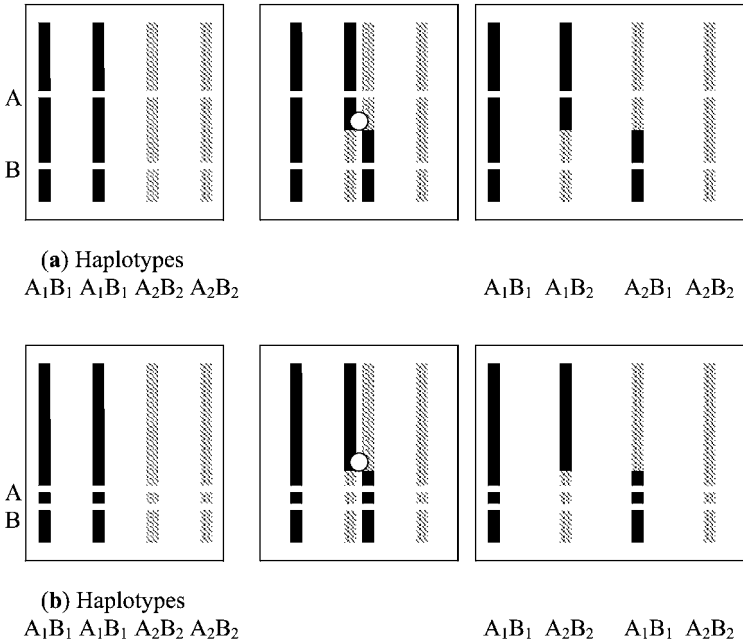 A
B
(a) Haplotypes
A₁B₁ A₁B₁ A₂B₂ A₂B₂ A₁B₁ A₁B₂ A₂B₁ A₂B₂
A
B
(b) Haplotypes
A₁B₁ A₁B₁ A₂B₂ A₂B₂ A₁B₁ A₂B₂ A₁B₁ A₂B₂